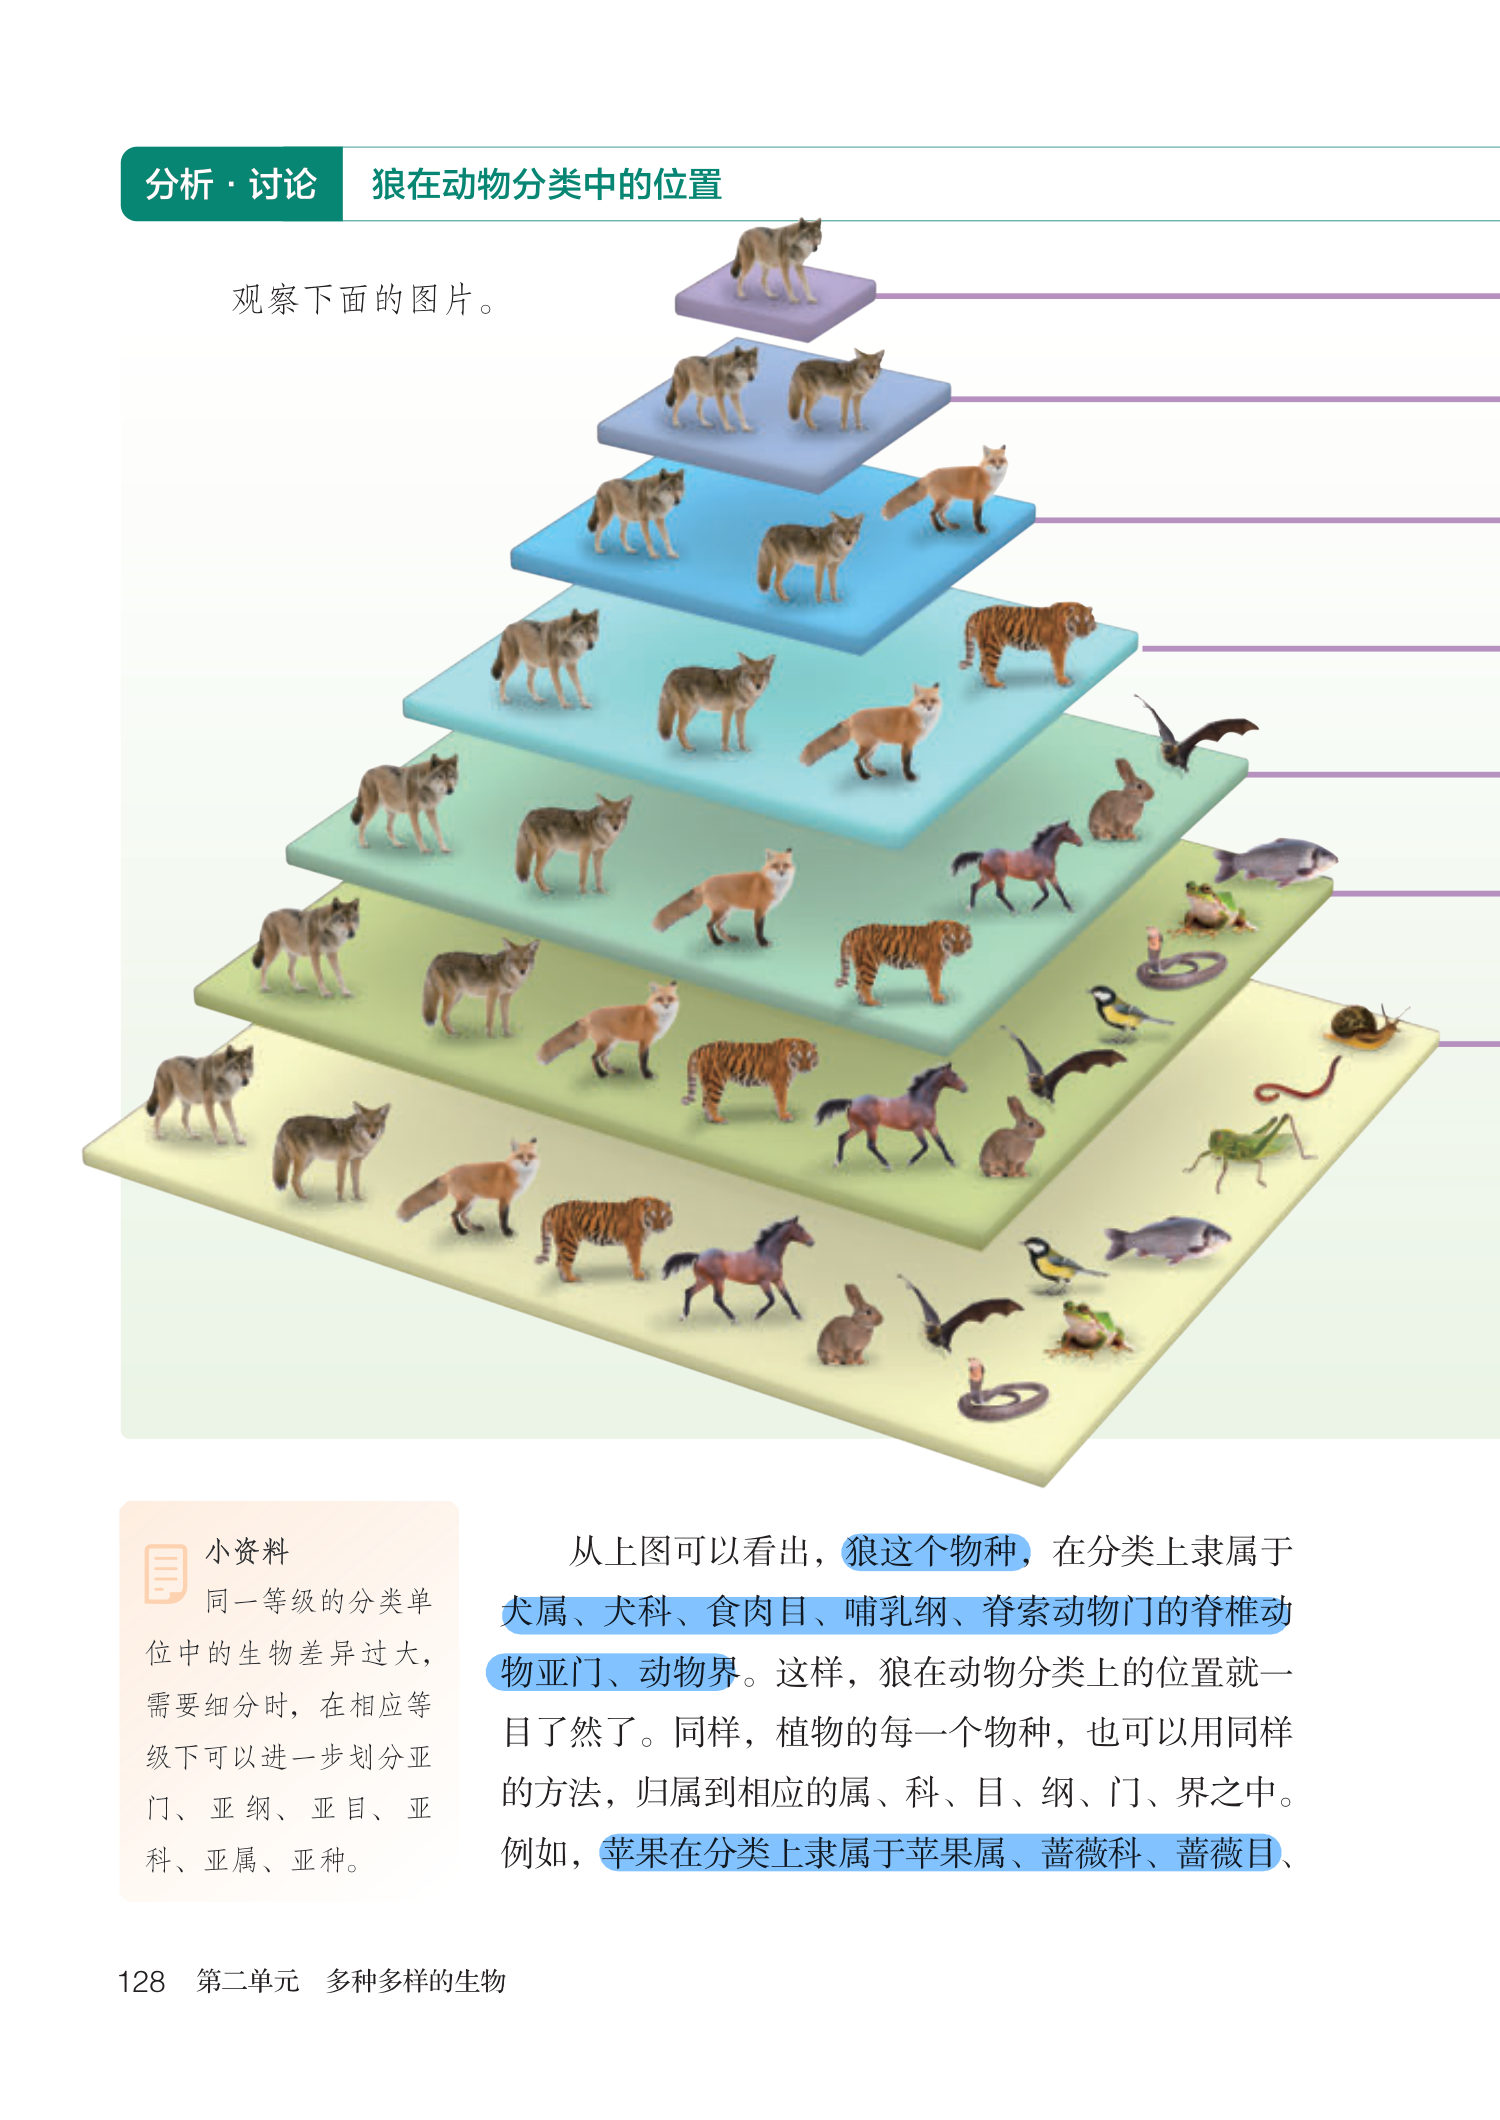 分析·讨论 狼在动物分类中的位置
观察下面的图片。
小资料
同一等级的分类单
位中的生物差异过大，
需要细分时，在相应等
级下可以进一步划分亚
门、亚纲、亚目、亚
科、亚属、亚种。
从上图可以看出，狼这个物种，在分类上隶属于
犬属、犬科、食肉目、哺乳纲、脊索动物门的脊椎动
物亚门、动物界。这样，狼在动物分类上的位置就一
目了然了。同样，植物的每一个物种，也可以用同样
的方法，归属到相应的属、科、目、纲、门、界之中。
例如，苹果在分类上隶属于苹果属、蔷薇科、蔷薇目、
128 第二单元 多种多样的生物